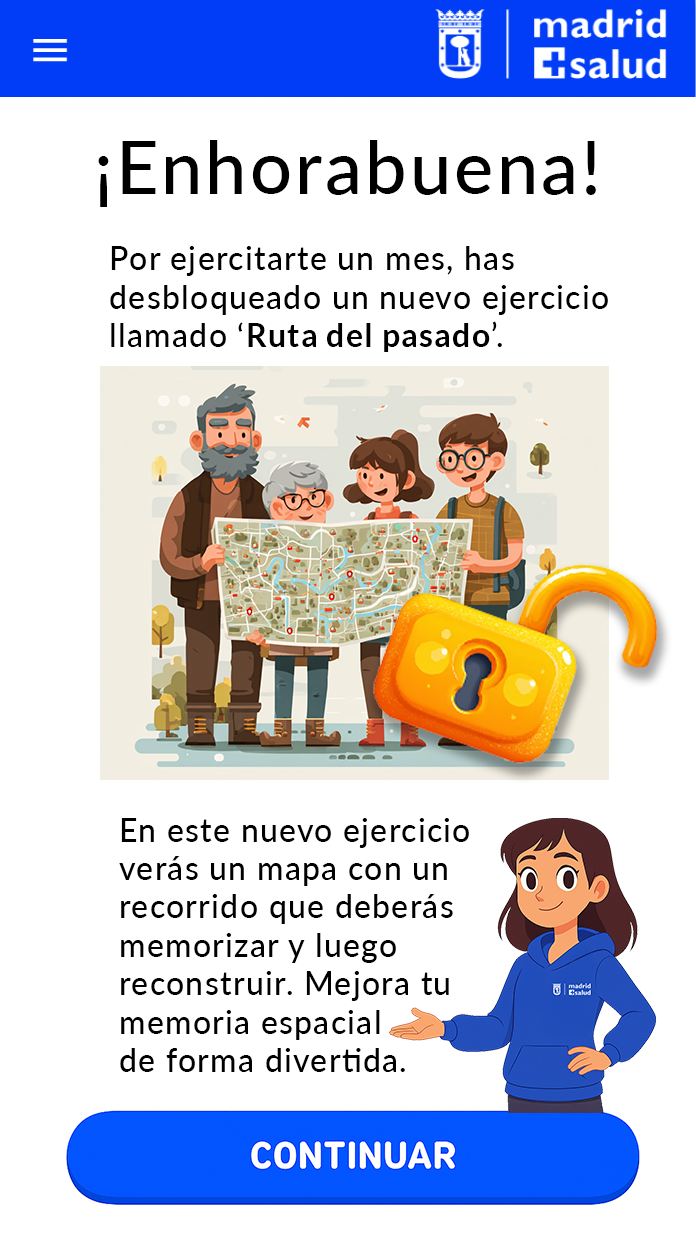 madrid
salud
¡Enhorabuena!
Por ejercitarte un mes, has
desbloqueado un nuevo ejercicio
llamado ‘Ruta del pasado’.
En este nuevo ejercicio
verás un mapa con un
recorrido que deberás
memorizar y luego
reconstruir. Mejora tu
memoria espacial
de forma divertida.
madrid
salud
CONTINUAR